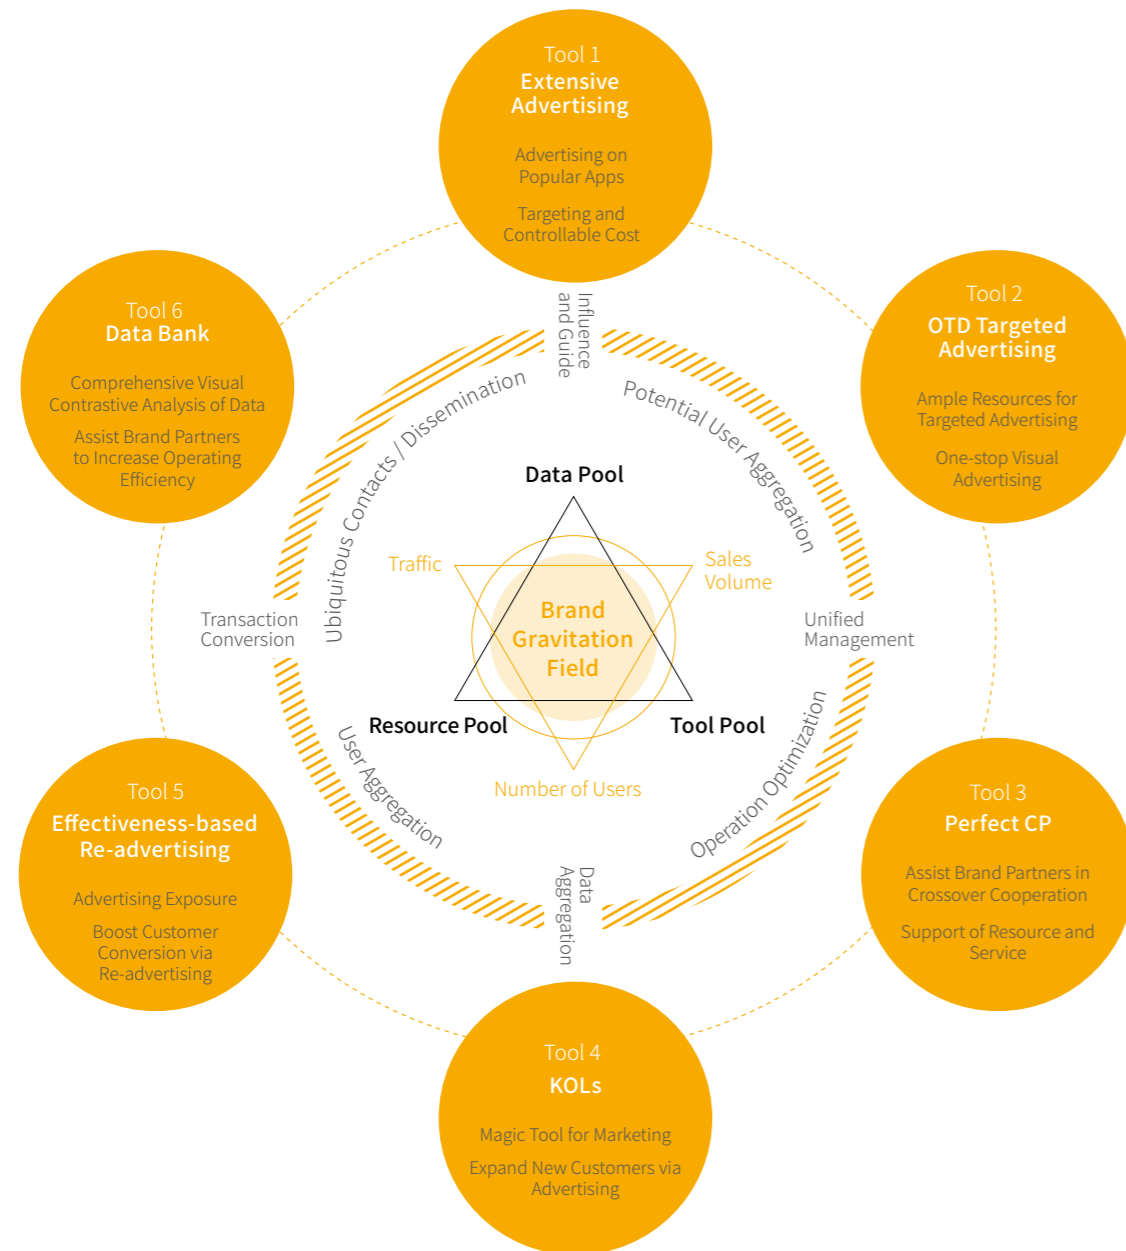 Tool 1
Extensive
Advertising
Advertising on
Popular Apps
Targeting and
Controllable Cost
Tool 6
Data Bank
Comprehensive Visual
Contrastive Analysis of Data
Assist Brand Partners
to Increase Operating
Efficiency
Tool 2
OTD Targeted
Advertising
Ample Resources for
Targeted Advertising
One-stop Visual
Advertising
Influence
and Guide
Ubiquitous Contacts / Dissemination
Potential User Aggregation
Data Pool
Traffic
Sales
Volume
Brand
Gravitation
Field
Transaction
Conversion
Unified
Management
Resource Pool
Tool Pool
Number of Users
User Aggregation
Operation Optimization
Data
Aggregation
Tool 5
Effectiveness-based
Re-advertising
Advertising Exposure
Boost Customer
Conversion via
Re-advertising
Tool 3
Perfect CP
Assist Brand Partners in
Crossover Cooperation
Support of Resource and
Service
Tool 4
KOLs
Magic Tool for Marketing
Expand New Customers via
Advertising